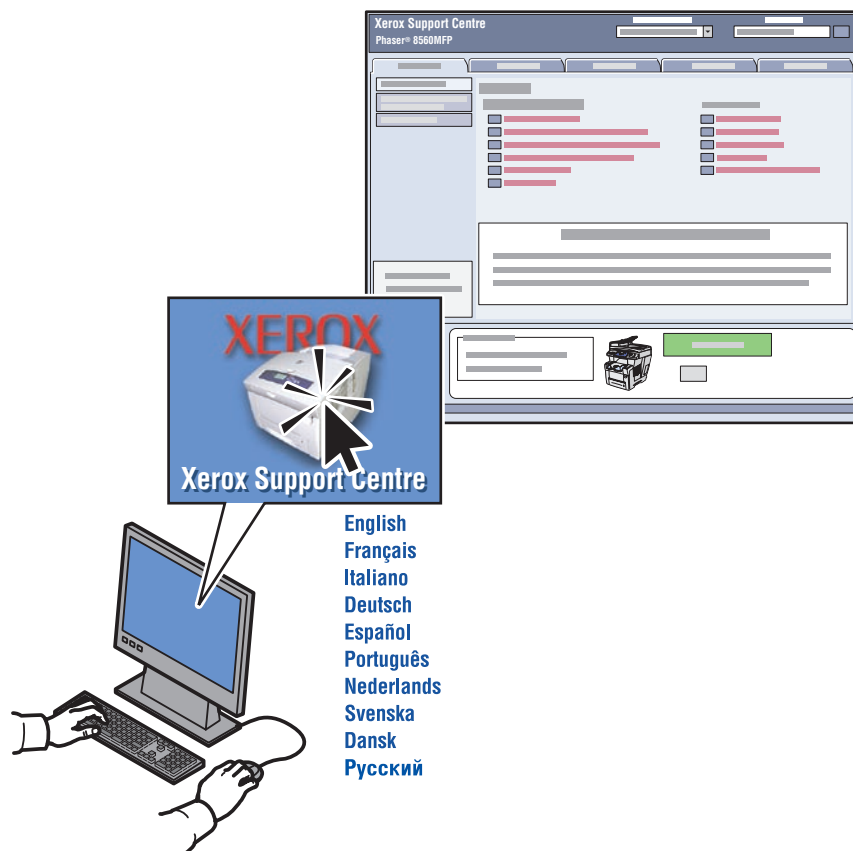 Xerox Support Centre
Phaser® 8560MFP
XEROX
Xerox Support Centre
English
Français
Italiano
Deutsch
Español
Português
Nederlands
Svenska
Dansk
Русский